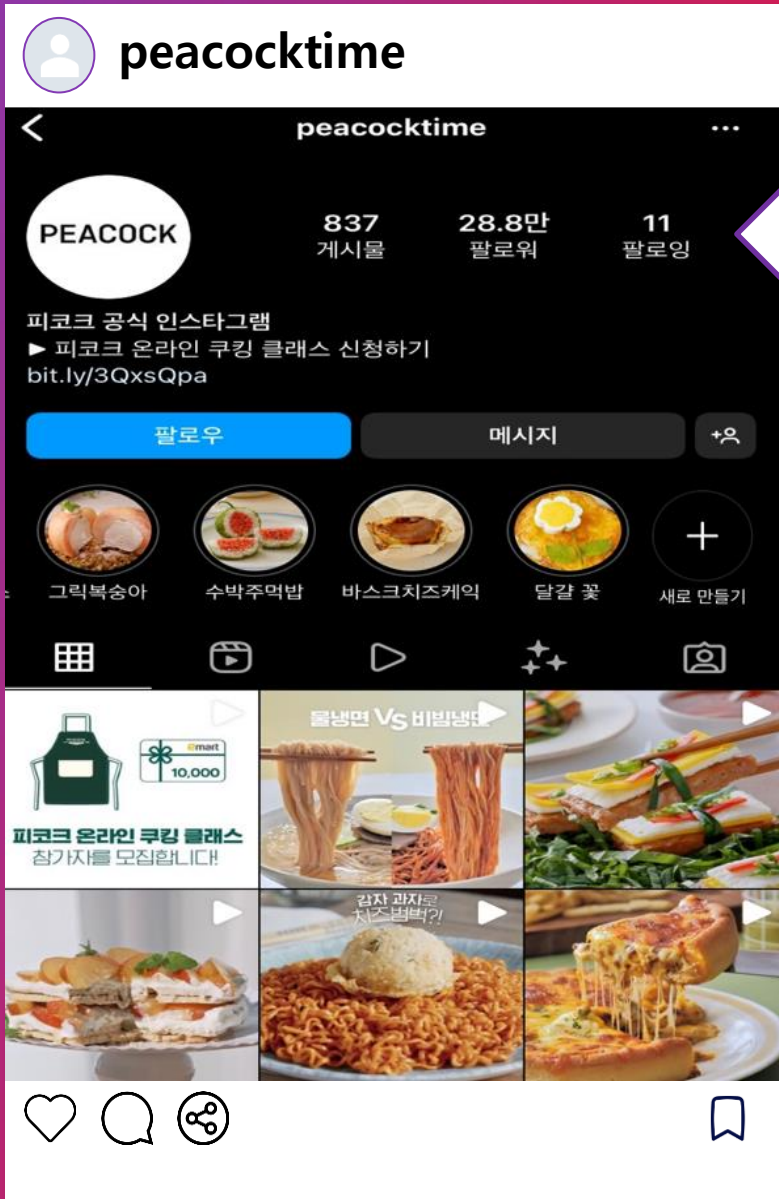 peacocktime
peacocktime
PEACOCK
837
28.8만
11
게시물
팔로워
팔로잉
피코크 공식 인스타그램
▶ 피코크 온라인 쿠킹 클래스 신청하기
bit.ly/3QxsQpa
팔로우
메시지
그릭복숭아
수박주먹밥
바스크치즈케익
달걀 꽃
새로 만들기
emart
10,000
피코크 온라인 쿠킹 클래스
참가자를 모집합니다!
물냉면 VS 비빔냉면
감자 과자로
치즈범벅?!